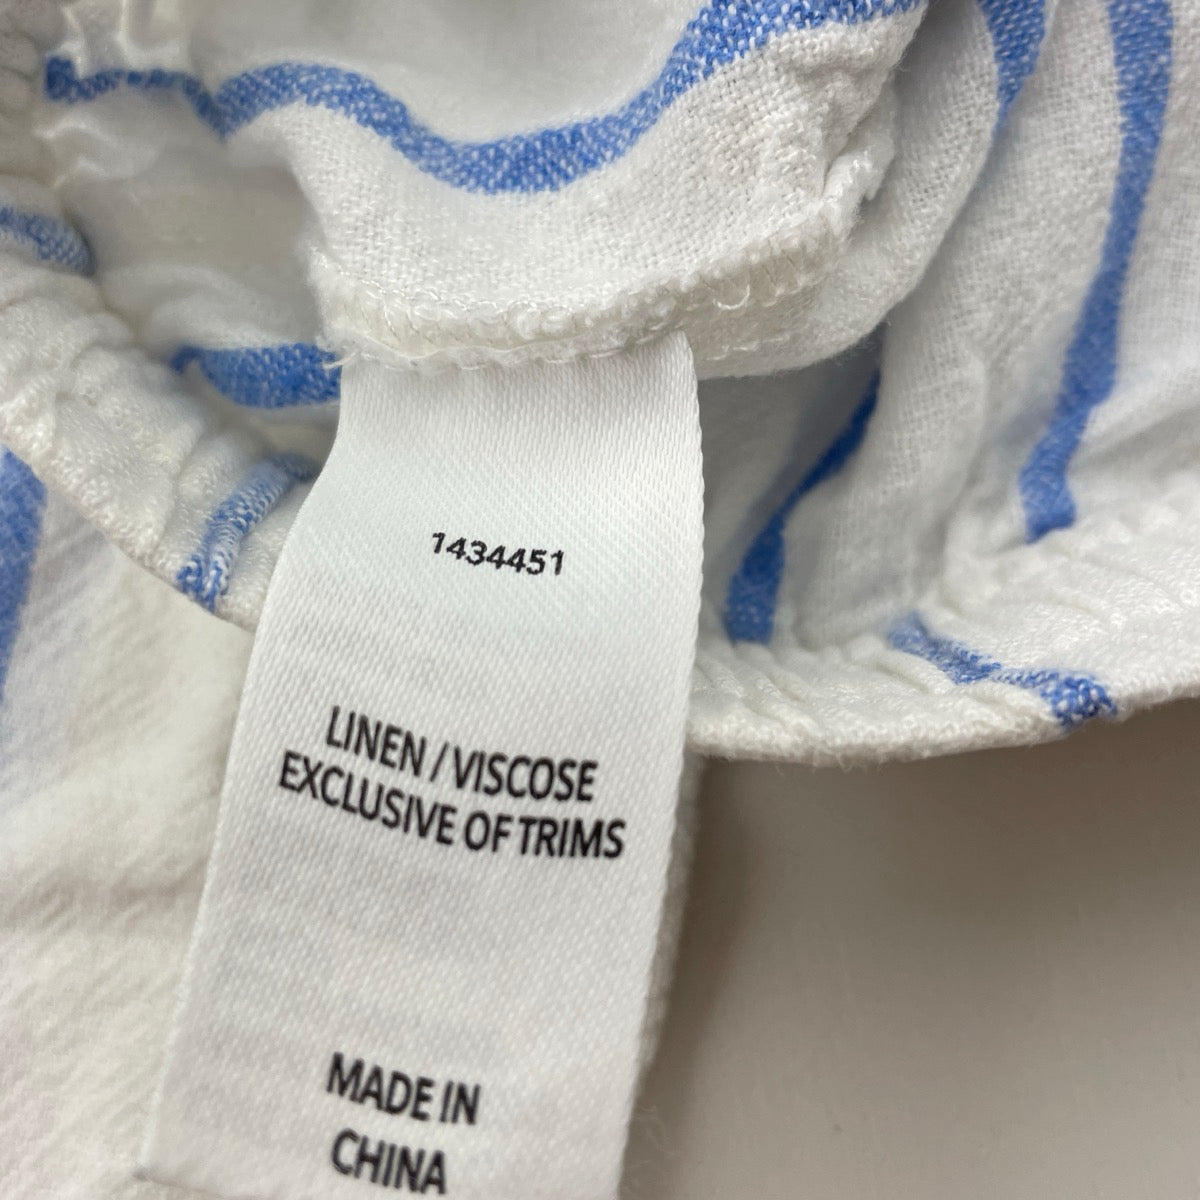 1434451
LINEN / VISCOSE
EXCLUSIVE OF TRIMS
MADE IN
CHINA